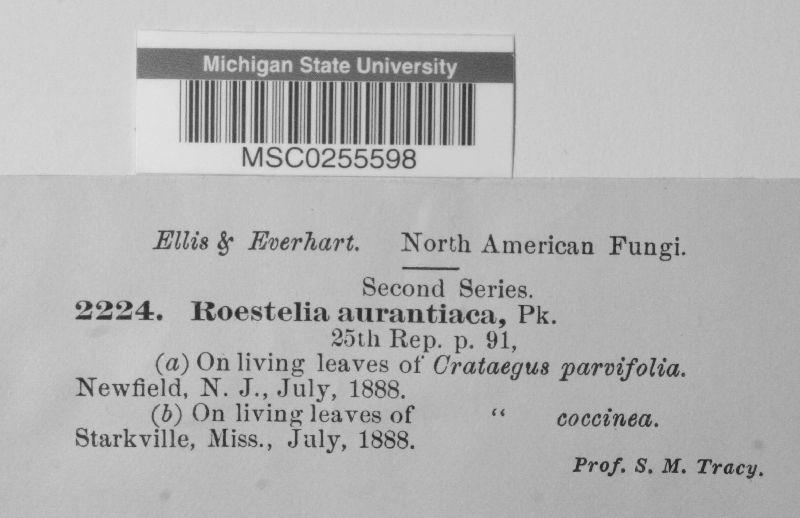 Michigan State University
MSC0255598
Ellis & Everhart. North American Fungi.
Second Series.
2224. Roestelia aurantiaca, Pk.
25th Rep. p. 91,
(a) On living leaves of Crataegus parvifolia.
Newfield, N. J., July, 1888.
(b) On living leaves of " coccinea.
Starkville, Miss., July, 1888.
Prof. S. M. Tracy.